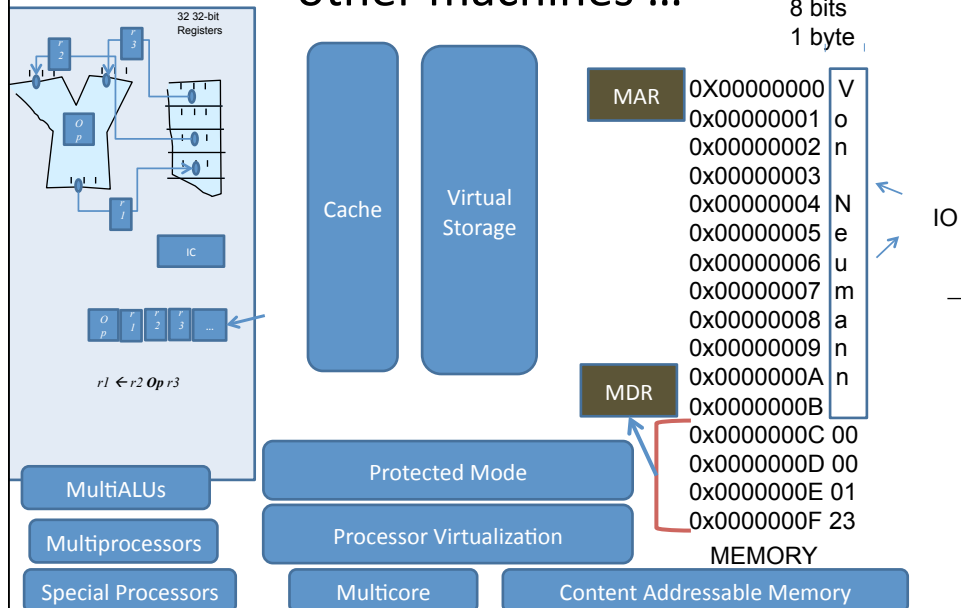 other machines ...
32 32-bit
Registers
r
2
r
3
O
p
r
1
IC
O
p
r
1
r
2
r
3
...
r1 ← r2 Op r3
Cache
Virtual
Storage
8 bits
1 byte
MAR
0X00000000 V
0x00000001 o
0x00000002 n
0x00000003
0x00000004 N
0x00000005 e
0x00000006 u
0x00000007 m
0x00000008 a
0x00000009 n
0x0000000A n
0x0000000B
0x0000000C 00
0x0000000D 00
0x0000000E 01
0x0000000F 23
MEMORY
IO
MDR
MultiALUs
Protected Mode
Multiprocessors
Processor Virtualization
Special Processors
Multicore
Content Addressable Memory